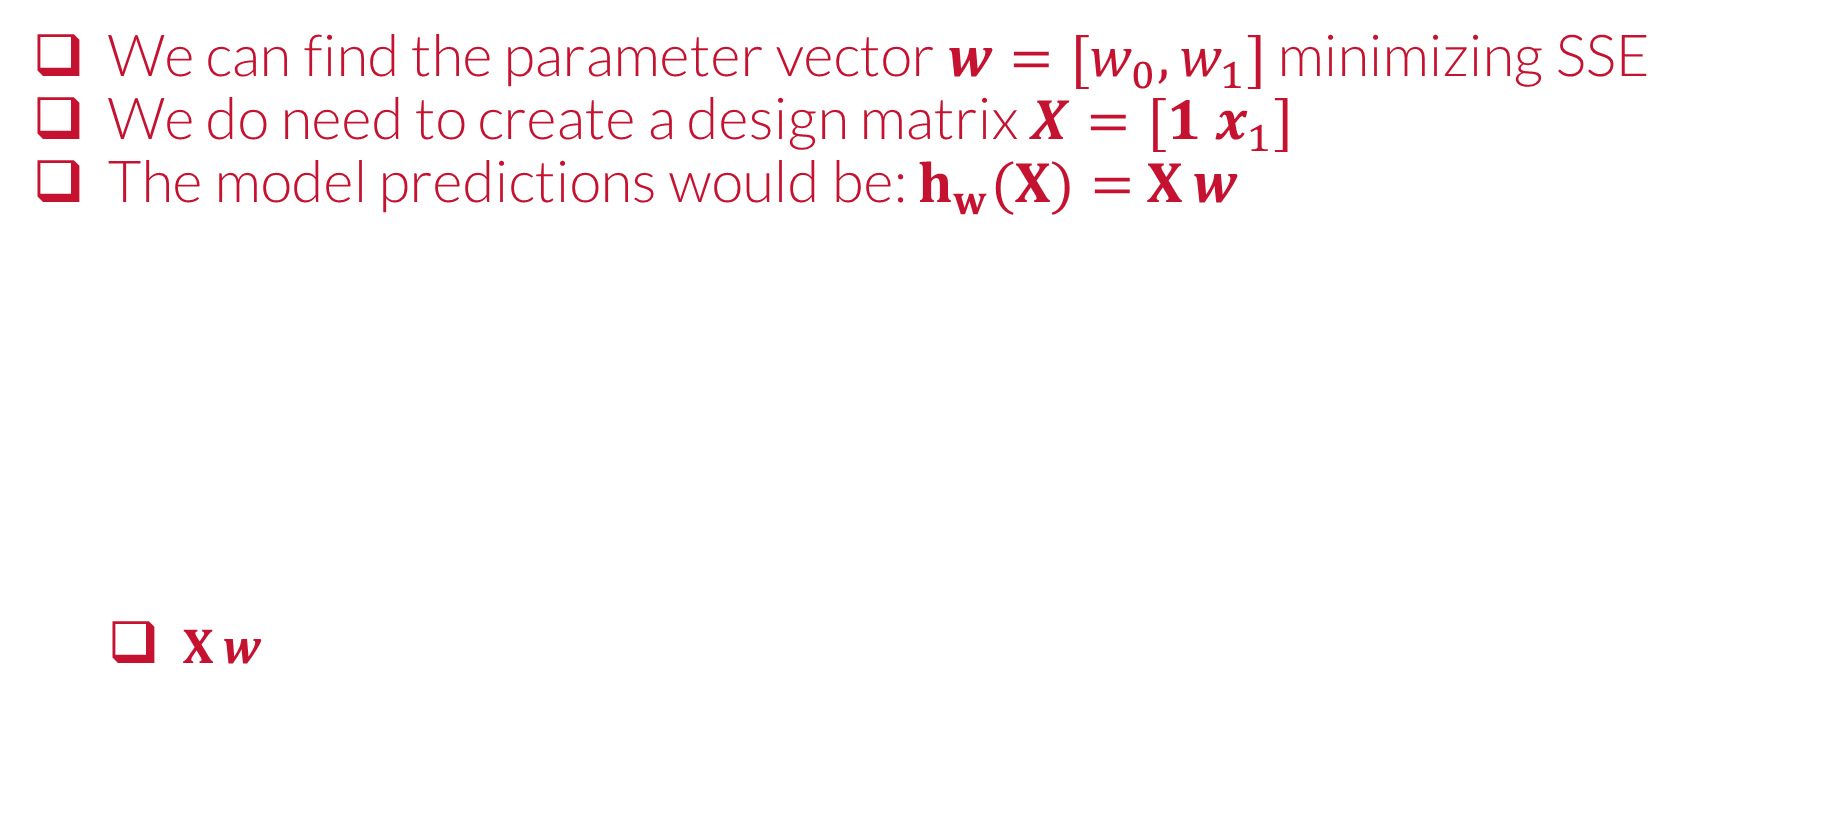 ❑ We can find the parameter vector 𝒘 = [𝑤₀, 𝑤₁] minimizing SSE
❑ We do need to create a design matrix 𝑿 = [𝟏 𝒙₁]
❑ The model predictions would be: 𝐡_𝐰(𝐗) = 𝐗 𝒘
❑ 𝐗 𝒘